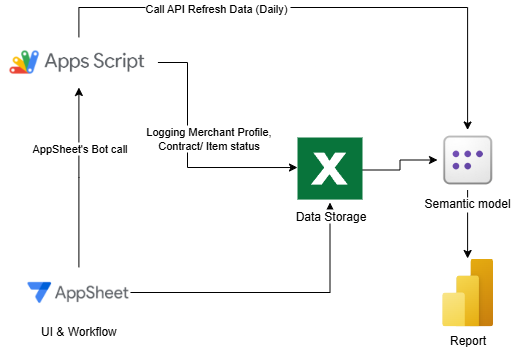 Call API Refresh Data (Daily)
Apps Script
Logging Merchant Profile,
Contract/ Item status
AppSheet's Bot call
X
Data Storage
Semantic model
AppSheet
UI & Workflow
Report